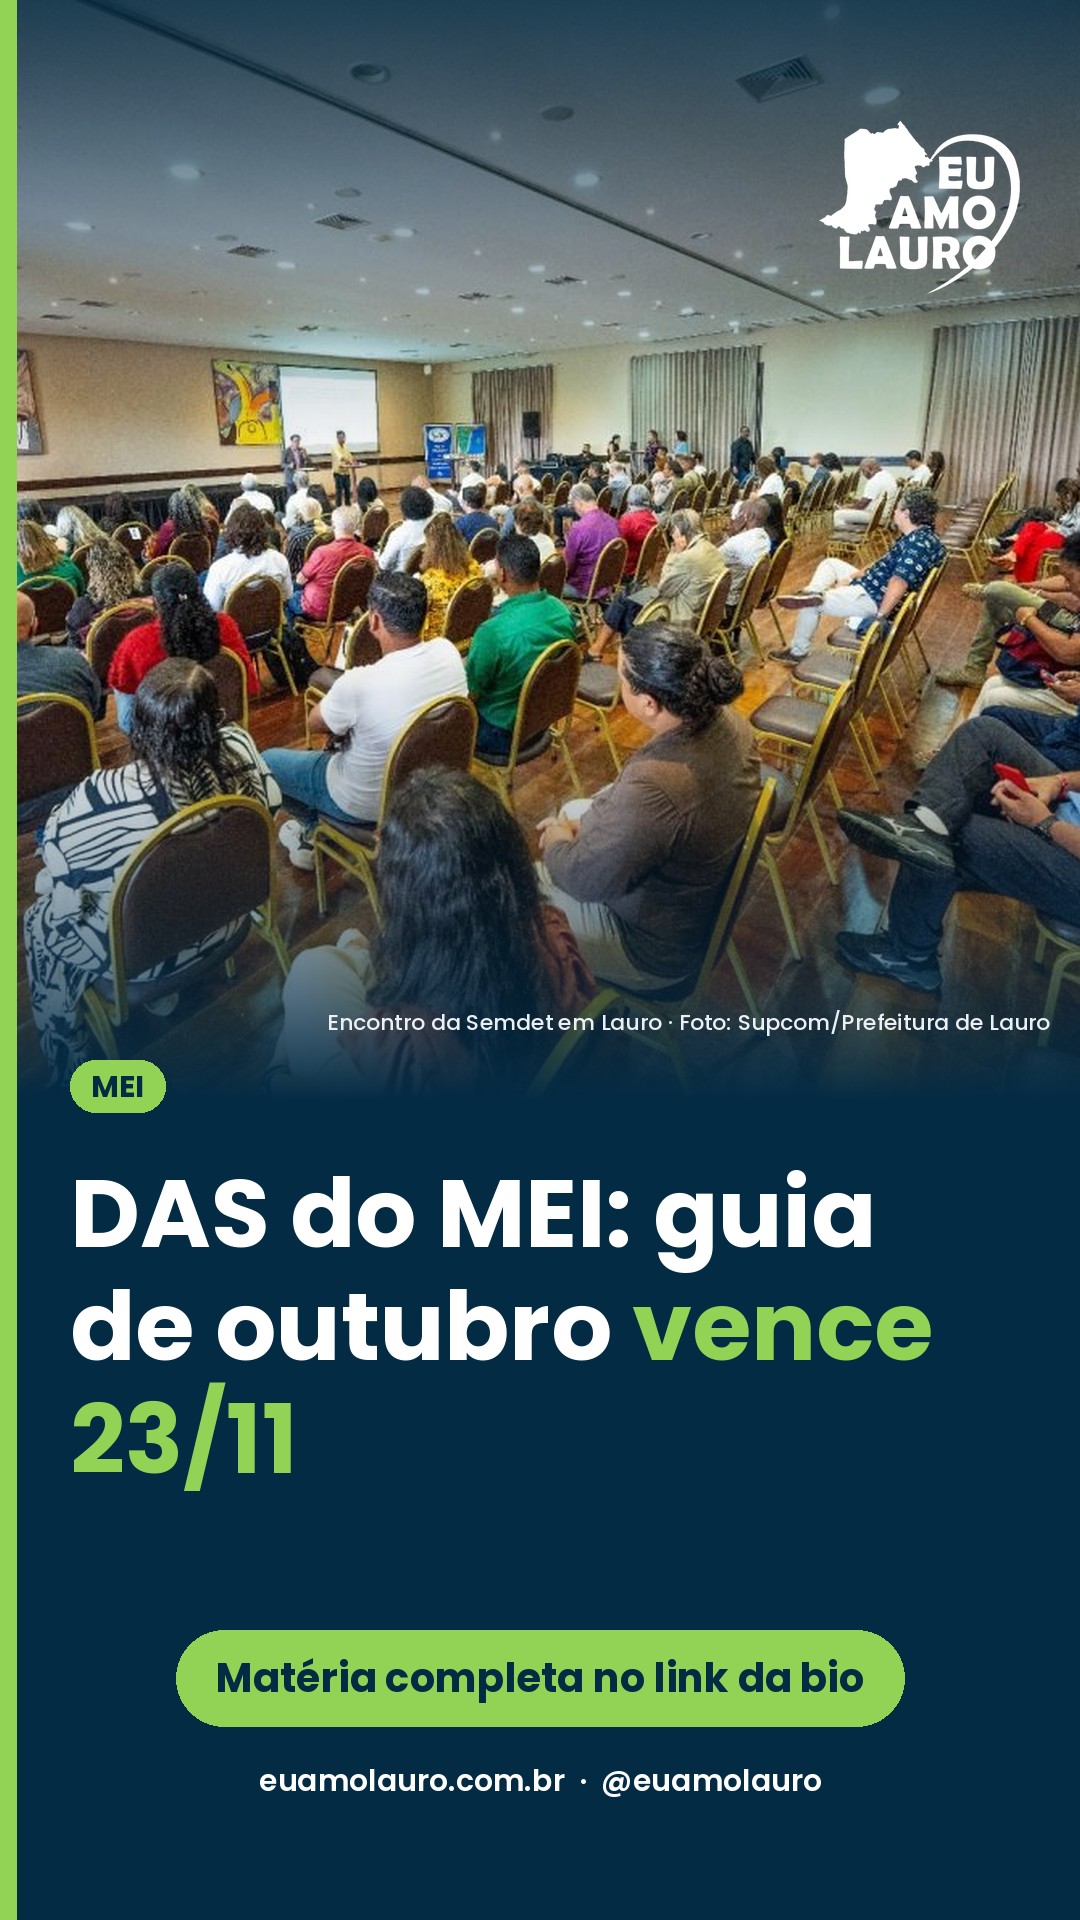 EU
AMO
LAURO
Encontro da Semdet em Lauro · Foto: Supcom/Prefeitura de Lauro
MEI
DAS do MEI: guia
de outubro vence
23/11
Matéria completa no link da bio
euamolauro.com.br · @euamolauro